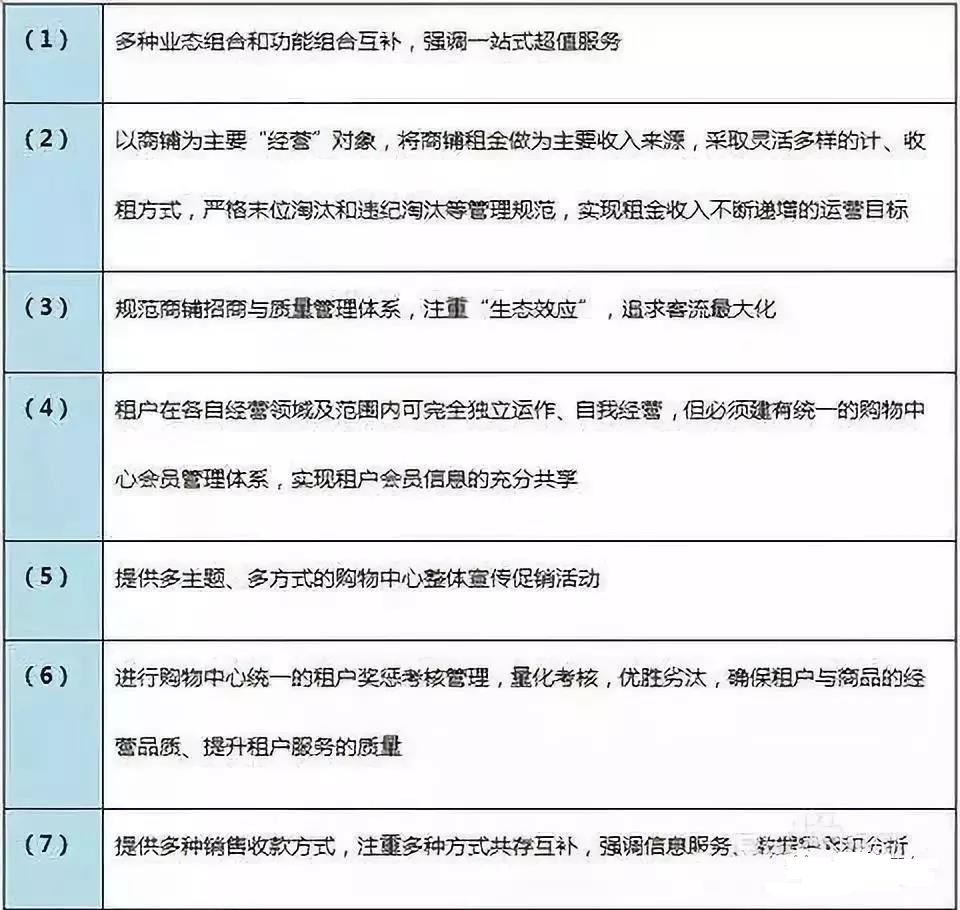 (1) 多种业态组合和功能组合互补，强调一站式超值服务
(2) 以商铺为主要“经营”对象，将商铺租金做为主要收入来源，采取灵活多样的计、收
租方式，严格末位淘汰和违纪淘汰等管理规范，实现租金收入不断递增的运营目标
(3) 规范商铺招商与质量管理体系，注重“生态效应”，追求客流最大化
(4) 租户在各自经营领域及范围内可完全独立运作、自我经营，但必须建有统一的购物中
心会员管理体系，实现租户会员信息的充分共享
(5) 提供多主题、多方式的购物中心整体宣传促销活动
(6) 进行购物中心统一的租户奖惩考核管理，量化考核，优胜劣汰，确保租户与商品的经
营品质、提升租户服务的质量
(7) 提供多种销售收款方式，注重多种方式共存互补，强调信息服务、数据和分析